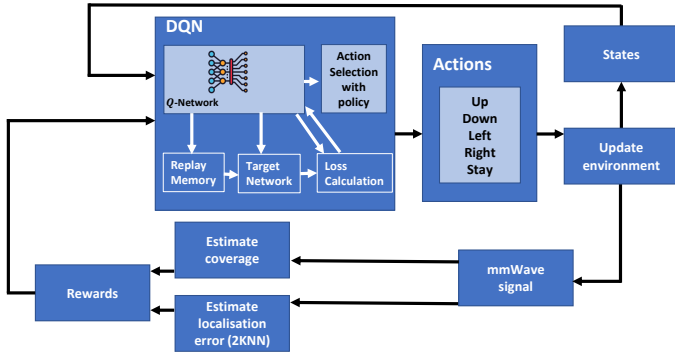 DQN
Q-Network
Action
Selection
with
policy
Replay
Memory
Target
Network
Loss
Calculation
Actions
Up
Down
Left
Right
Stay
States
Update
environment
Estimate
coverage
mmWave
signal
Rewards
Estimate
localisation
error (2KNN)